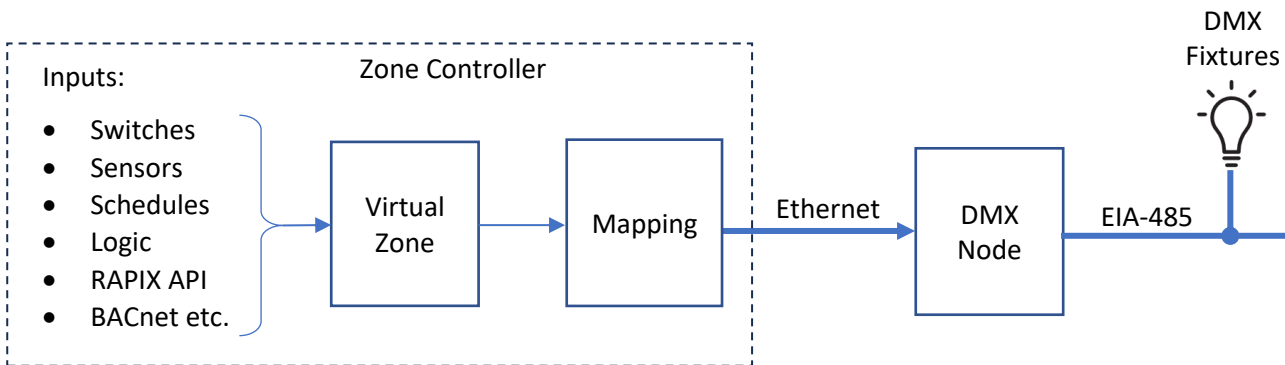 DMX
Fixtures
Zone Controller
Inputs:
• Switches
• Sensors
• Schedules
• Logic
• RAPIX API
• BACnet etc.
Virtual
Zone
Mapping
Ethernet
DMX
Node
EIA-485